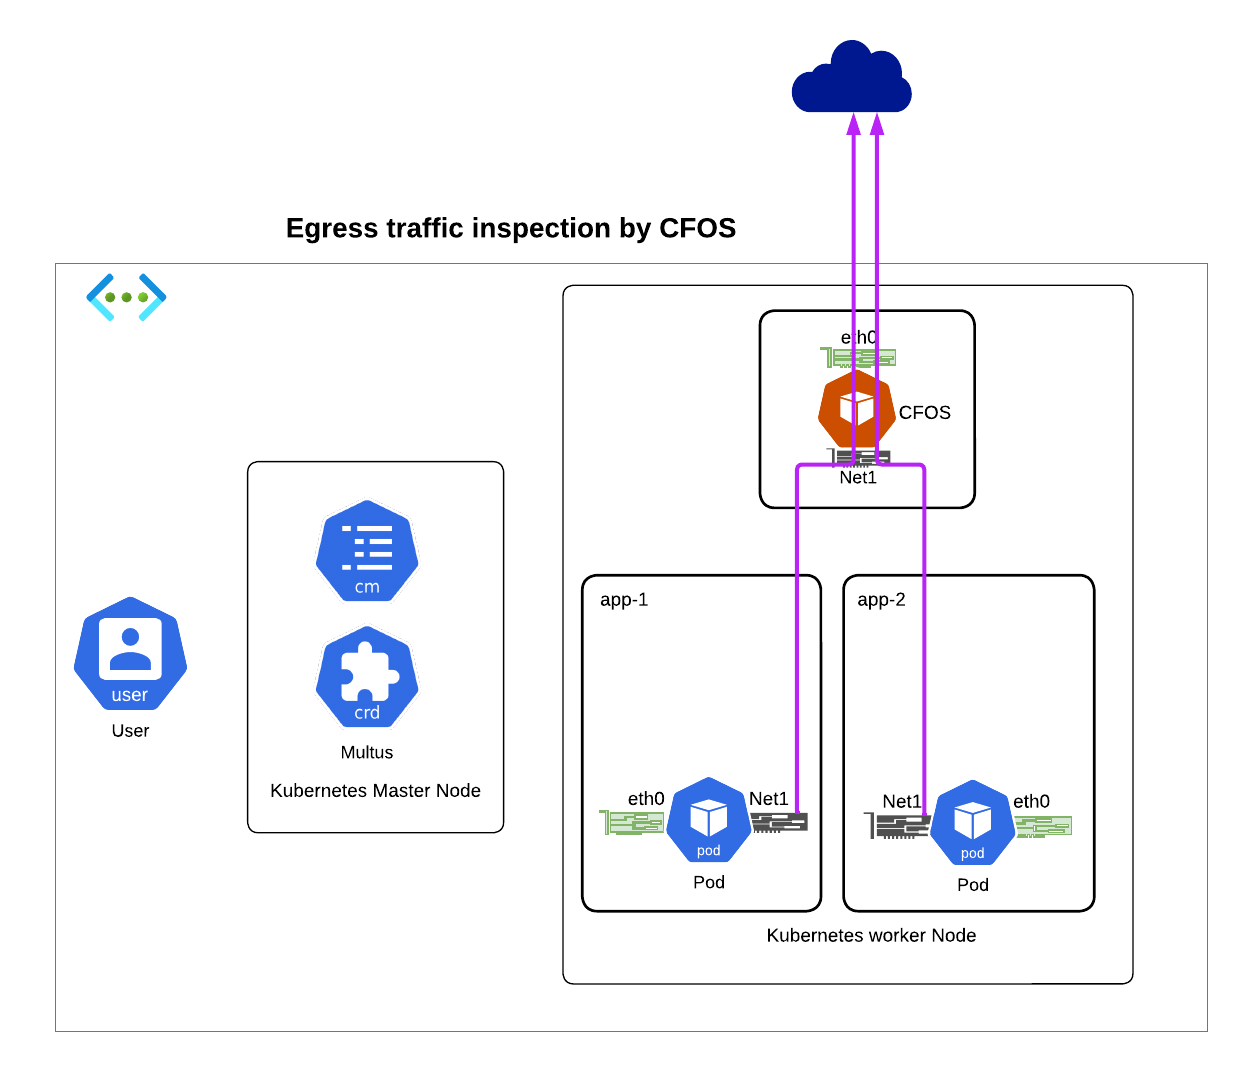 Egress traffic inspection by CFOS
eth0
CFOS
Net1
cm
crd
Multus
Kubernetes Master Node
user
User
app-1
app-2
eth0
Net1
pod
Pod
Net1
eth0
pod
Pod
Kubernetes worker Node